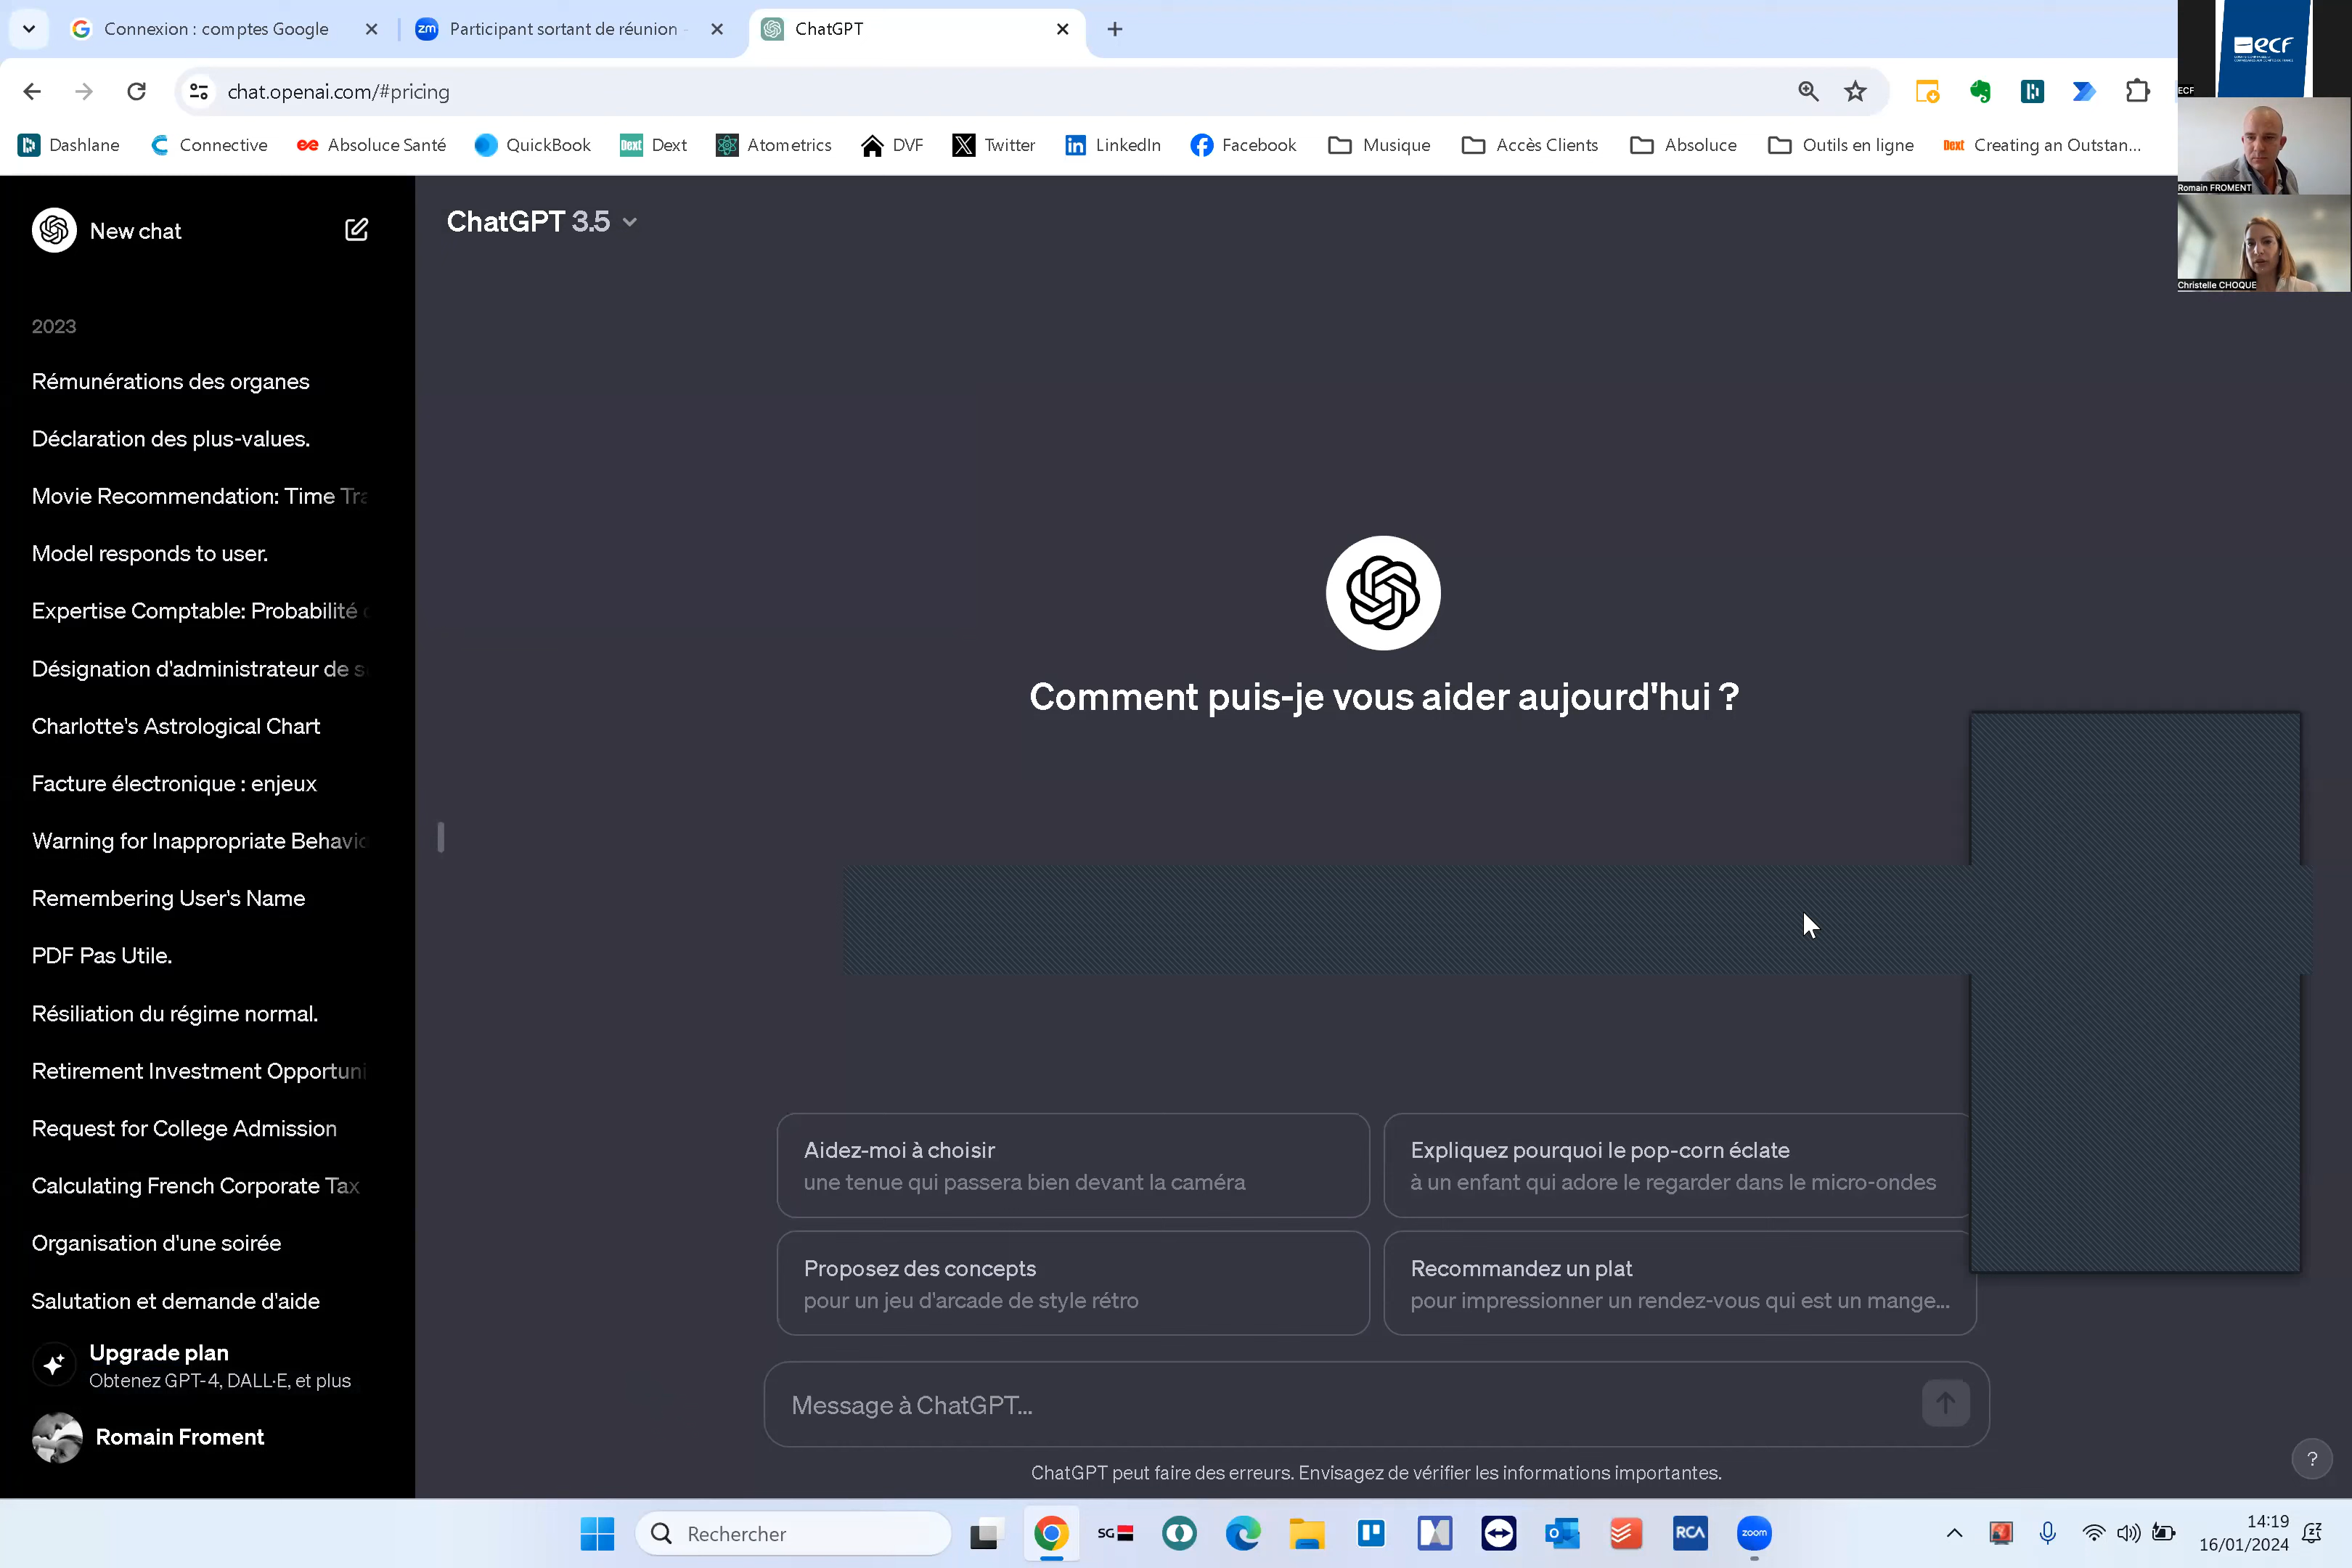 Connexion : comptes Google
zm
Participant sortant de réunion -
ChatGPT
chat.openai.com/#pricing
Dashlane
Connective
Absoluce Santé
QuickBook
Dext
Dext
Atometrics
DVF
Twitter
LinkedIn
Facebook
Musique
Accès Clients
Absoluce
Outils en ligne
Dext
Creating an Outstan...
ecf
ECF
Romain FROMENT
Christelle CHOQUE
New chat
ChatGPT 3.5
2023
Rémunérations des organes
Déclaration des plus-values.
Movie Recommendation: Time Tra
Model responds to user.
Expertise Comptable: Probabilité
Désignation d'administrateur de s
Charlotte's Astrological Chart
Facture électronique : enjeux
Warning for Inappropriate Behavio
Remembering User's Name
PDF Pas Utile.
Résiliation du régime normal.
Retirement Investment Opportuni
Request for College Admission
Calculating French Corporate Tax
Organisation d'une soirée
Salutation et demande d'aide
Upgrade plan
Obtenez GPT-4, DALL·E, et plus
Romain Froment
Comment puis-je vous aider aujourd'hui ?
Aidez-moi à choisir
une tenue qui passera bien devant la caméra
Expliquez pourquoi le pop-corn éclate
à un enfant qui adore le regarder dans le micro-ondes
Proposez des concepts
pour un jeu d'arcade de style rétro
Recommandez un plat
pour impressionner un rendez-vous qui est un mange...
Message à ChatGPT...
ChatGPT peut faire des erreurs. Envisagez de vérifier les informations importantes.
?
Rechercher
SG
RCA
zoom
14:19
16/01/2024